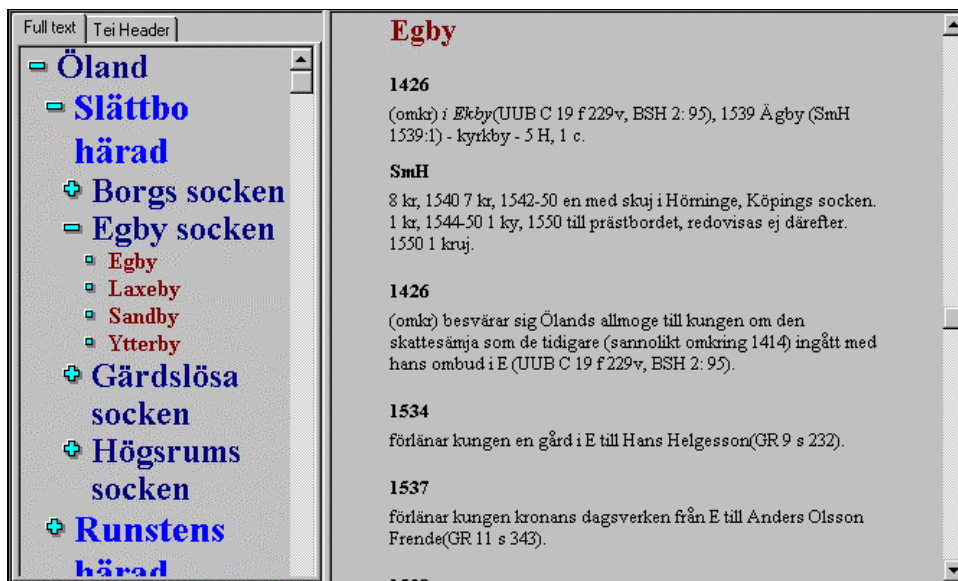 Full text
Tei Header
Öland
Slättbo
härad
Borgs socken
Egby socken
Egby
Laxeby
Sandby
Ytterby
Gärdslösa
socken
Högsrums
socken
Runstens
härad
Egby
1426
(omkr) i Ekby(UUB C 19 f 229v, BSH 2: 95), 1539 Ägby (SmH
1539:1) - kyrkby - 5 H, 1 c.
SmH
8 kr, 1540 7 kr, 1542-50 en med skuj i Hörninge, Köpings socken.
1 kr, 1544-50 1 ky, 1550 till prästbordet, redovisas ej därefter.
1550 1 kruj.
1426
(omkr) besvärar sig Ölands allmoge till kungen om den
skattesämja som de tidigare (sannolikt omkring 1414) ingått med
hans ombud i E (UUB C 19 f 229v, BSH 2: 95).
1534
förlänar kungen en gård i E till Hans Helgesson(GR 9 s 232).
1537
förlänar kungen kronans dagsverken från E till Anders Olsson
Frende(GR 11 s 343).